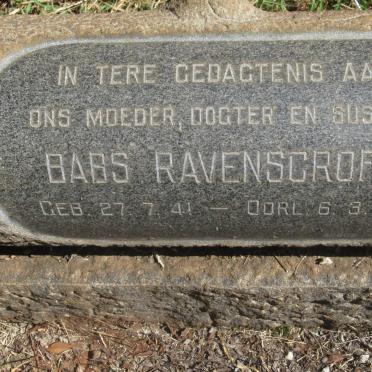 IN TERE GEDAGTENIS AA
ONS MOEDER, DOGTER EN SUS
BABS RAVENSCROF
GEB. 27. 7. 41 — OORL. 6. 3.